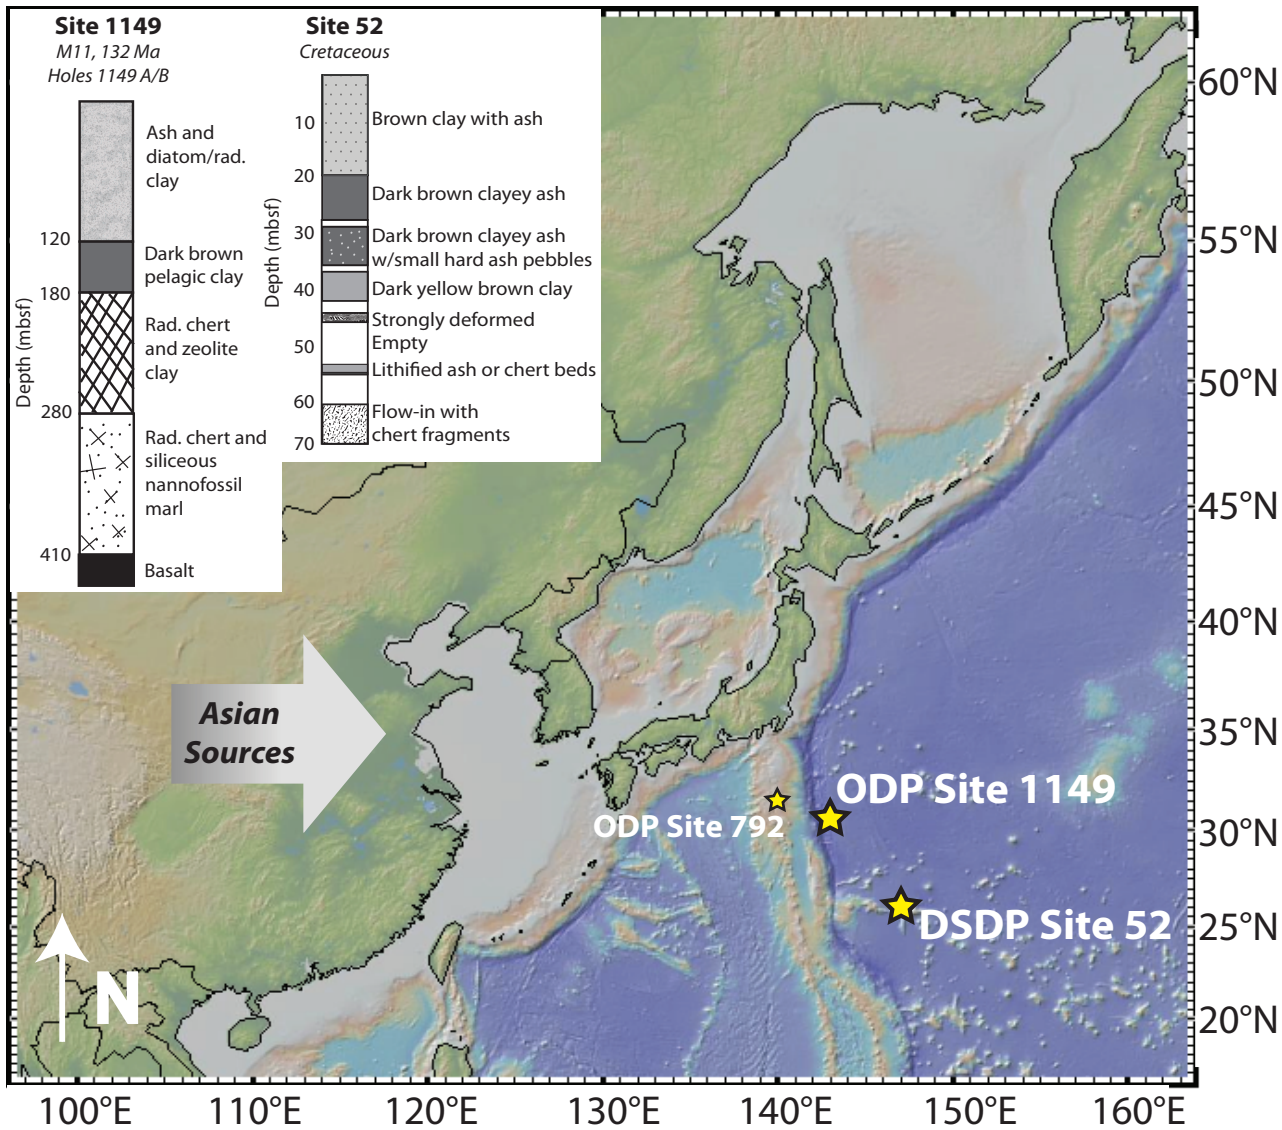 Site 1149
M11, 132 Ma
Holes 1149 A/B
Depth (mbsf)
Ash and
diatom/rad.
clay
120
Dark brown
pelagic clay
180
Rad. chert
and zeolite
clay
280
Rad. chert and
siliceous
nannofossil
marl
410
Basalt
Site 52
Cretaceous
Depth (mbsf)
10
Brown clay with ash
20
Dark brown clayey ash
30
Dark brown clayey ash
w/small hard ash pebbles
40
Dark yellow brown clay
Strongly deformed
Empty
50
Lithified ash or chert beds
60
Flow-in with
chert fragments
70
Asian
Sources
ODP Site 1149
ODP Site 792
DSDP Site 52
N
60°N
55°N
50°N
45°N
40°N
35°N
30°N
25°N
20°N
100°E
110°E
120°E
130°E
140°E
150°E
160°E